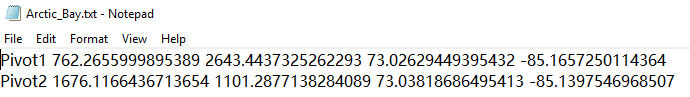 Arctic_Bay.txt - Notepad
File Edit Format View Help
Pivot1 762.2655999895389 2643.4437325262293 73.02629449395432 -85.1657250114364
Pivot2 1676.1166436713654 1101.2877138284089 73.03818686495413 -85.1397546968507